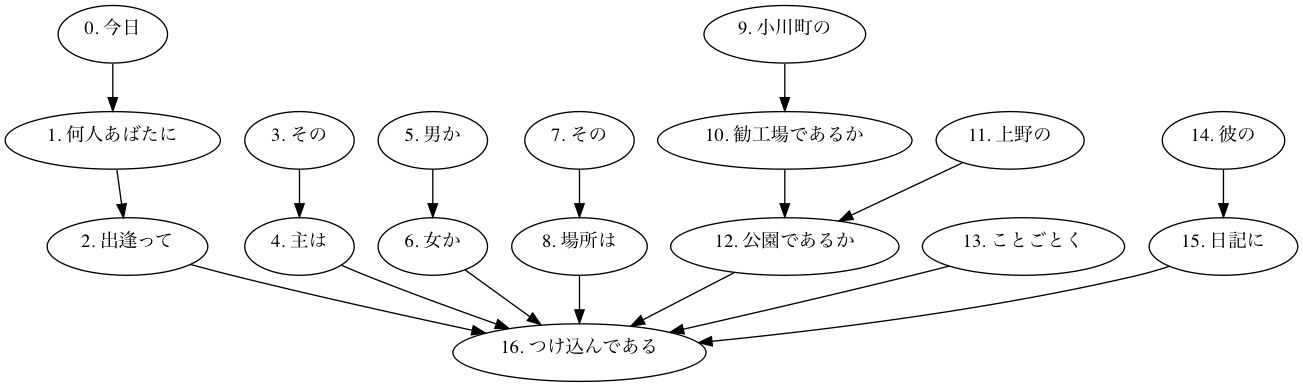 0. 今日
9. 小川町の
1. 何人あばたに
3. その
5. 男か
7. その
10. 勧工場であるか
11. 上野の
14. 彼の
2. 出逢って
4. 主は
6. 女か
8. 場所は
12. 公園であるか
13. ことごとく
15. 日記に
16. つけ込んである